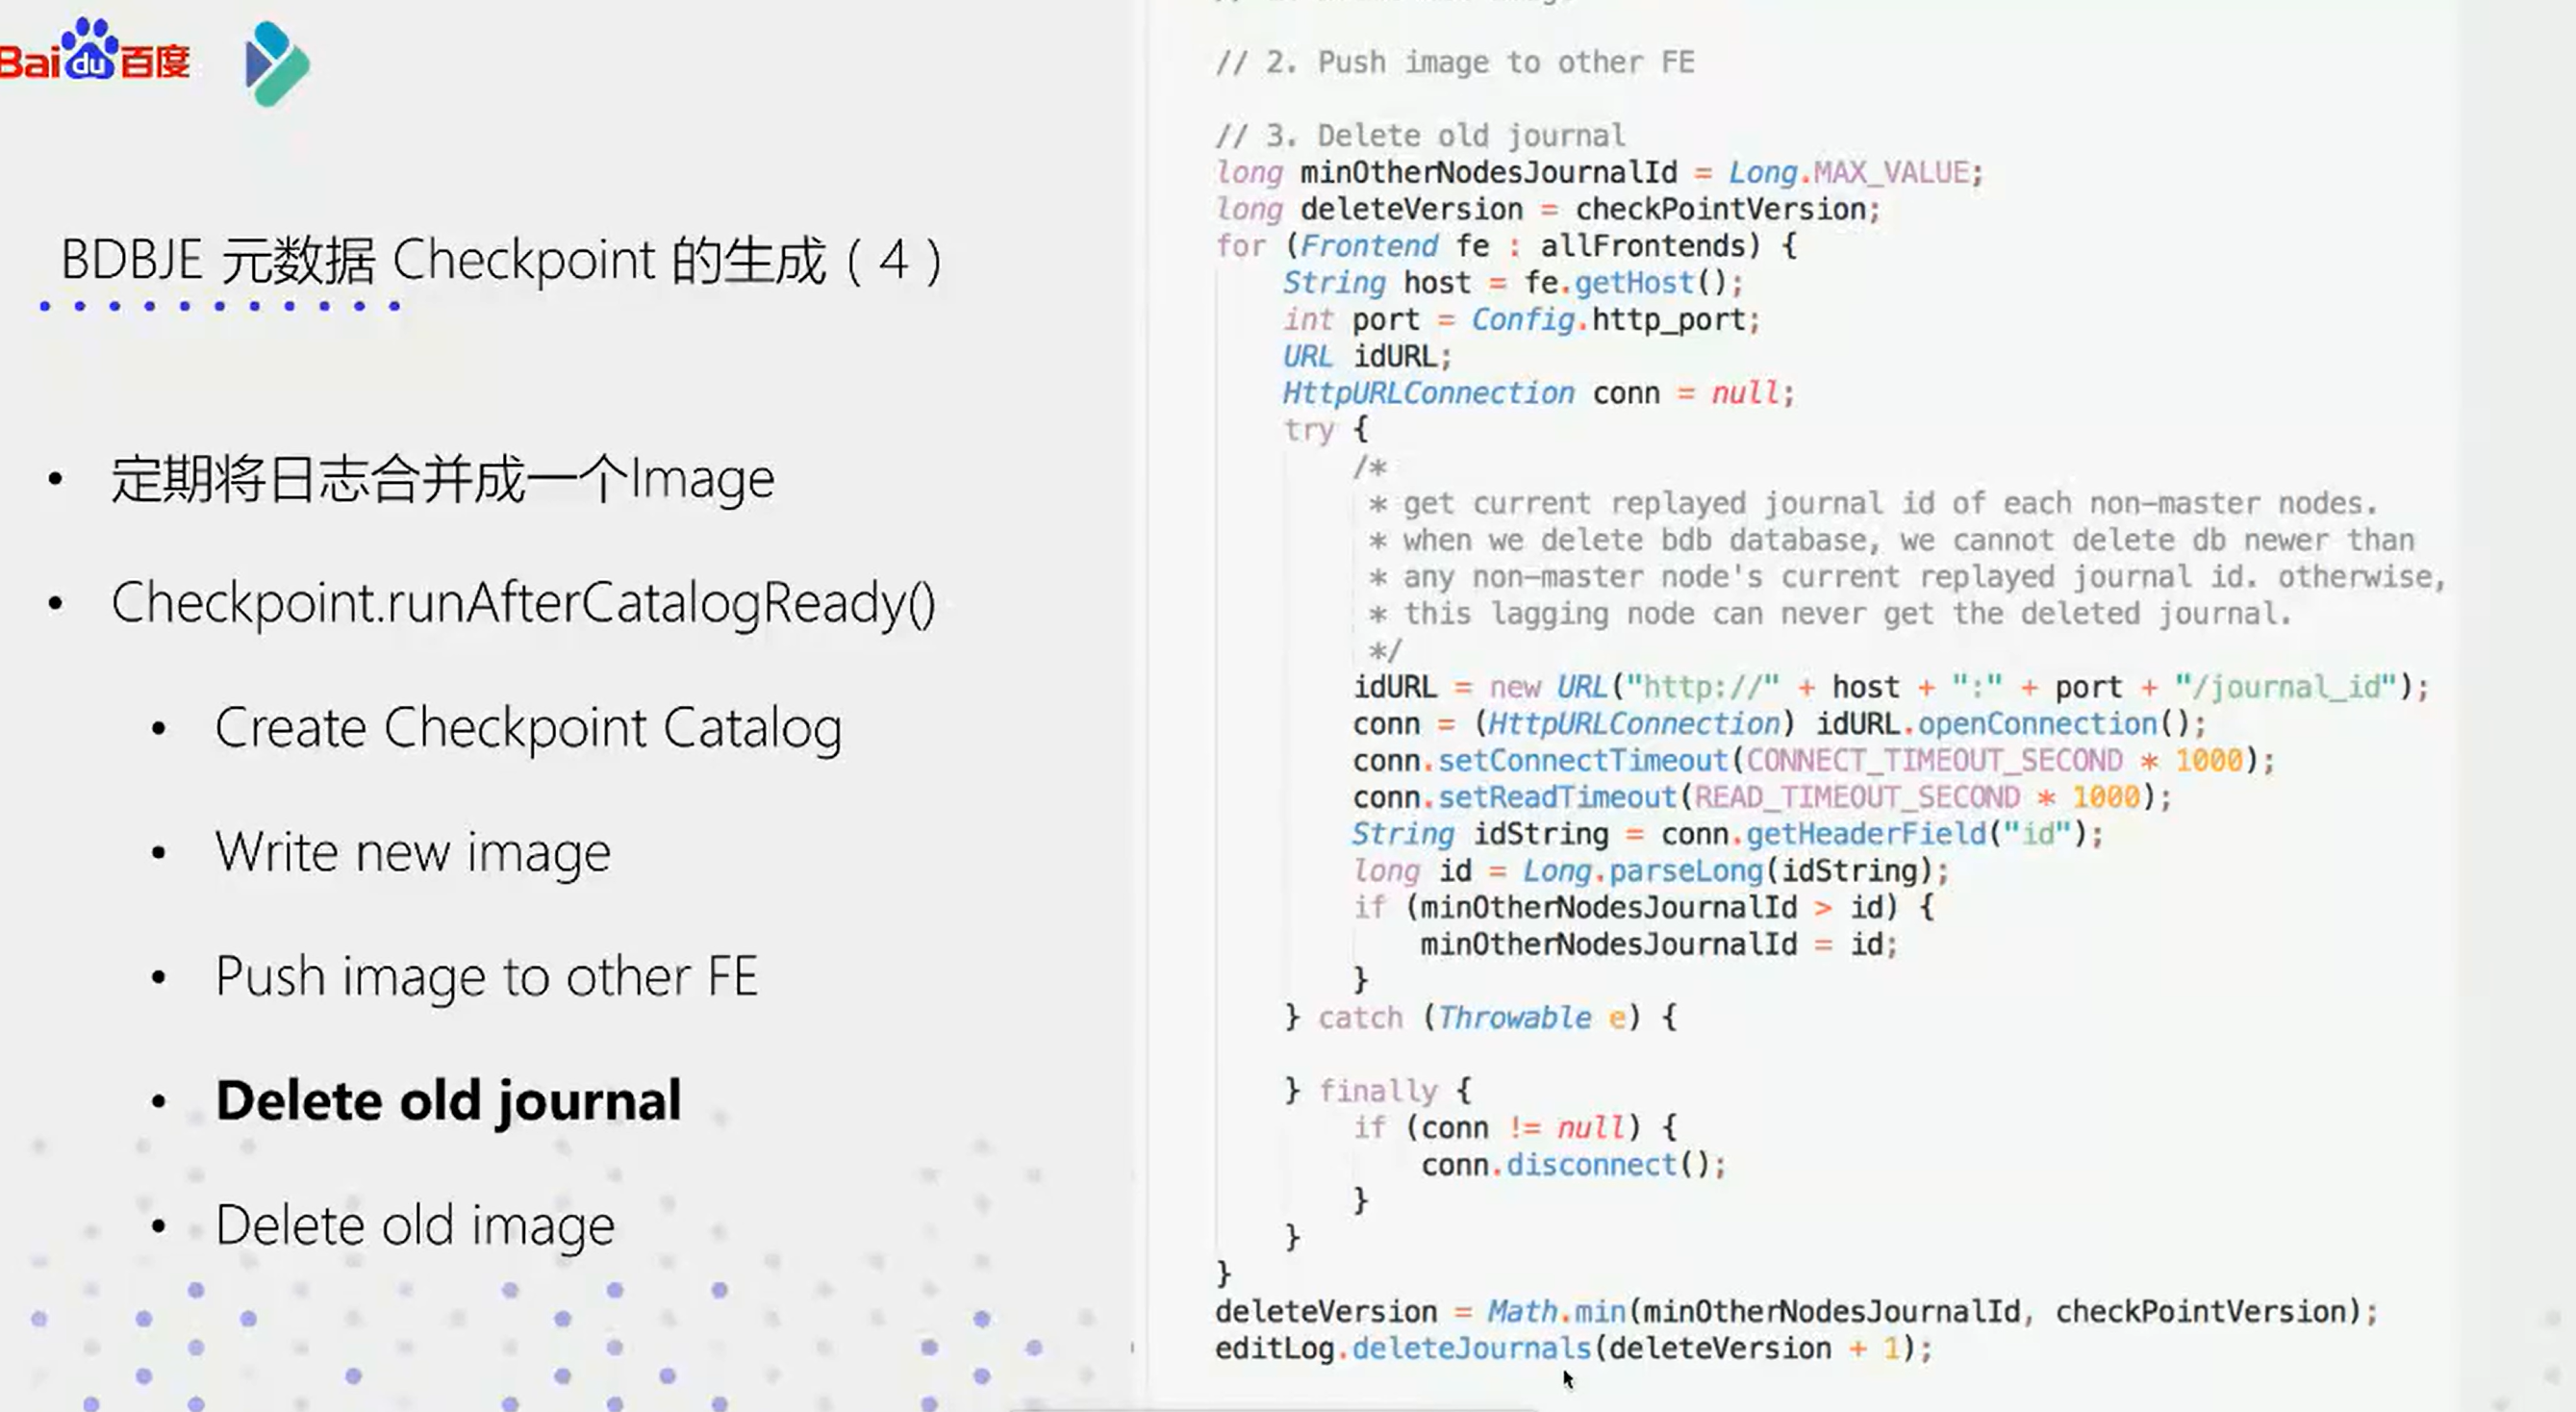 Baidu百度
BDBJE 元数据 Checkpoint 的生成（4）
• 定期将日志合并成一个Image
• Checkpoint.runAfterCatalogReady()
• Create Checkpoint Catalog
• Write new image
• Push image to other FE
• Delete old journal
• Delete old image
// 2. Push image to other FE
// 3. Delete old journal
long minOtherNodesJournalId = Long.MAX_VALUE;
long deleteVersion = checkPointVersion;
for (Frontend fe : allFrontends) {
String host = fe.getHost();
int port = Config.http_port;
URL idURL;
HttpURLConnection conn = null;
try {
/*
* get current replayed journal id of each non-master nodes.
* when we delete bdb database, we cannot delete db newer than
* any non-master node's current replayed journal id. otherwise,
* this lagging node can never get the deleted journal.
*/
idURL = new URL("http://" + host + ":" + port + "/journal_id");
conn = (HttpURLConnection) idURL.openConnection();
conn.setConnectTimeout(CONNECT_TIMEOUT_SECOND * 1000);
conn.setReadTimeout(READ_TIMEOUT_SECOND * 1000);
String idString = conn.getHeaderField("id");
long id = Long.parseLong(idString);
if (minOtherNodesJournalId > id) {
minOtherNodesJournalId = id;
}
} catch (Throwable e) {
} finally {
if (conn != null) {
conn.disconnect();
}
}
}
deleteVersion = Math.min(minOtherNodesJournalId, checkPointVersion);
editLog.deleteJournals(deleteVersion + 1);